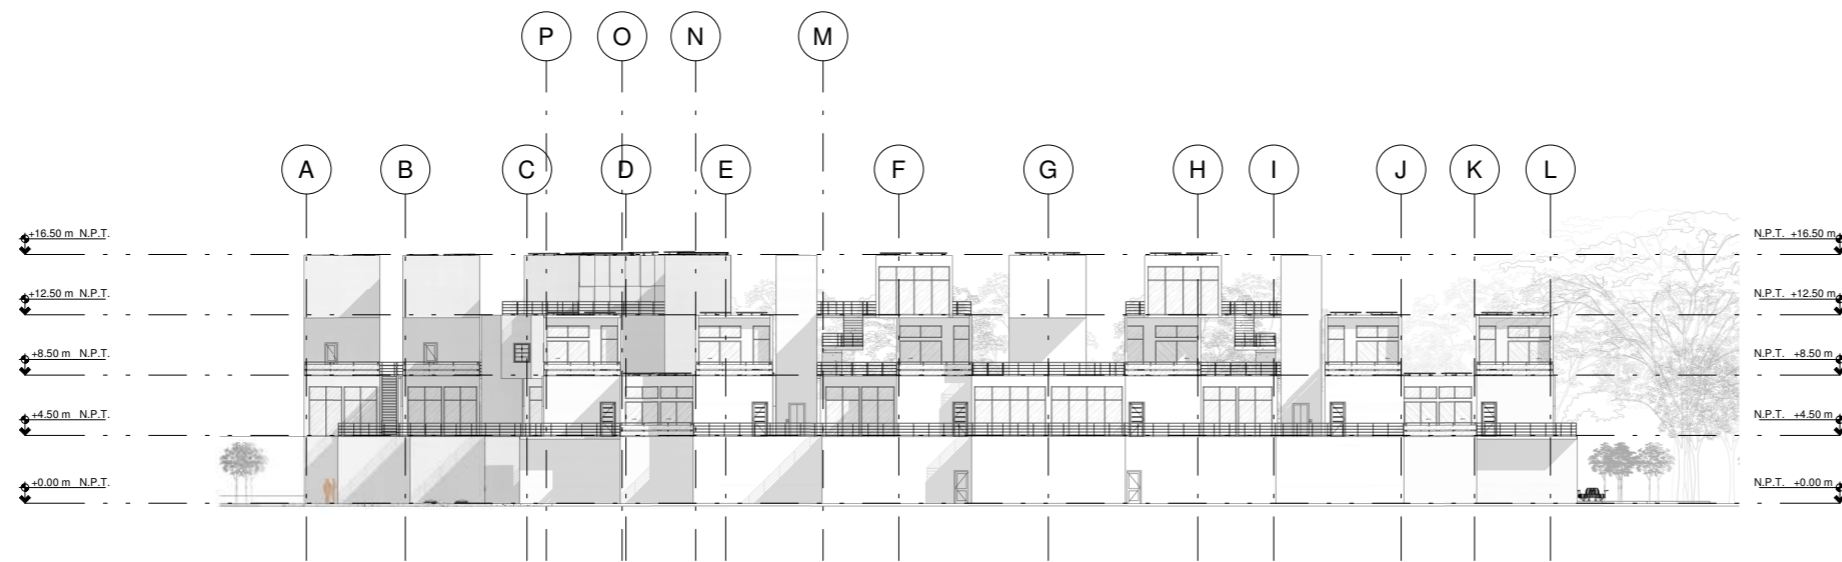 P O N M
A B C D E F G H I J K L
+16.50 m N.P.T.
N.P.T. +16.50 m
+12.50 m N.P.T.
N.P.T. +12.50 m
+8.50 m N.P.T.
N.P.T. +8.50 m
+4.50 m N.P.T.
N.P.T. +4.50 m
+0.00 m N.P.T.
N.P.T. +0.00 m